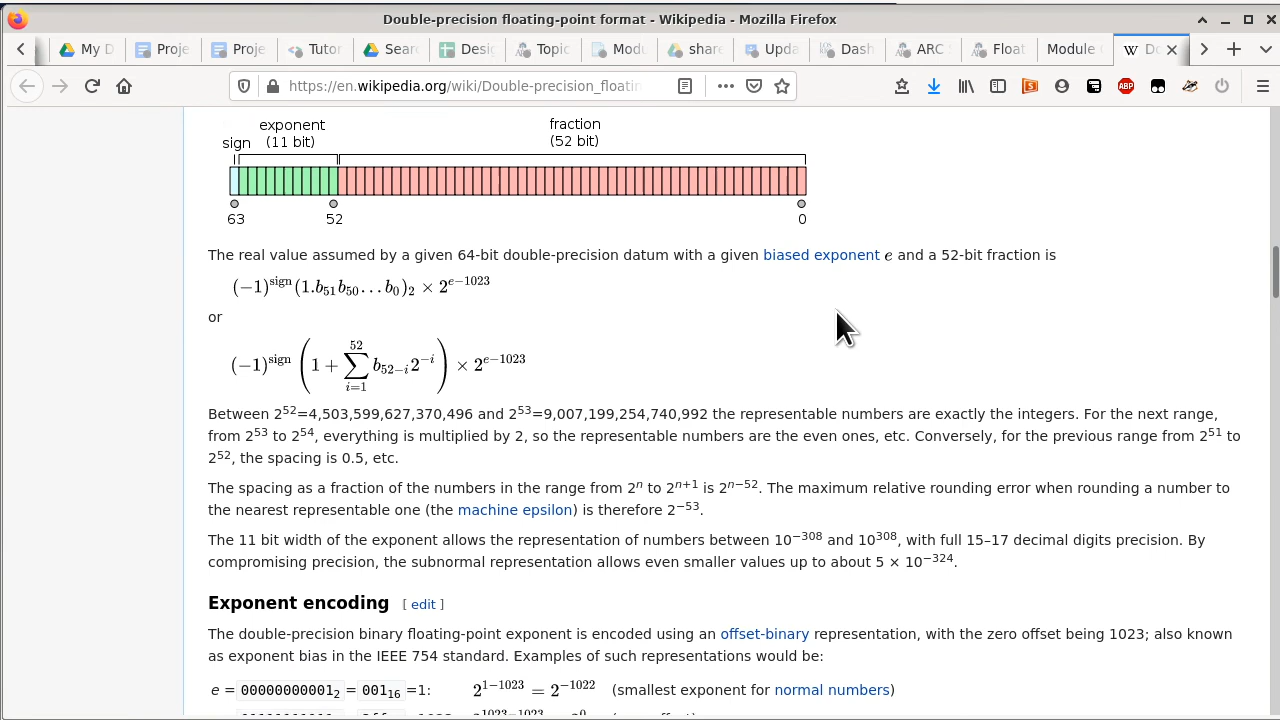 Double-precision floating-point format - Wikipedia - Mozilla Firefox
My D Proje Proje Tutor Sear Desig Topic Mod share Upda Dash ARC Float Module W Do
https://en.wikipedia.org/wiki/Double-precision_floatin
exponent fraction
sign (11 bit) (52 bit)
63 52 0
The real value assumed by a given 64-bit double-precision datum with a given biased exponent e and a 52-bit fraction is
(−1)^sign (1.b₅₁b₅₀…b₀)₂ × 2^(e−1023)
or
(−1)^sign (1 + ∑_{i=1}^{52} b_{52−i} 2^{−i}) × 2^{e−1023}
Between 2⁵²=4,503,599,627,370,496 and 2⁵³=9,007,199,254,740,992 the representable numbers are exactly the integers. For the next range,
from 2⁵³ to 2⁵⁴, everything is multiplied by 2, so the representable numbers are the even ones, etc. Conversely, for the previous range from 2⁵¹ to
2⁵², the spacing is 0.5, etc.
The spacing as a fraction of the numbers in the range from 2ⁿ to 2ⁿ⁺¹ is 2ⁿ⁻⁵². The maximum relative rounding error when rounding a number to
the nearest representable one (the machine epsilon) is therefore 2⁻⁵³.
The 11 bit width of the exponent allows the representation of numbers between 10⁻³⁰⁸ and 10³⁰⁸, with full 15–17 decimal digits precision. By
compromising precision, the subnormal representation allows even smaller values up to about 5 × 10⁻³²⁴.
Exponent encoding [ edit ]
The double-precision binary floating-point exponent is encoded using an offset-binary representation, with the zero offset being 1023; also known
as exponent bias in the IEEE 754 standard. Examples of such representations would be:
e = 00000000001₂ = 001₁₆ =1: 2^{1−1023} = 2^{−1022} (smallest exponent for normal numbers)